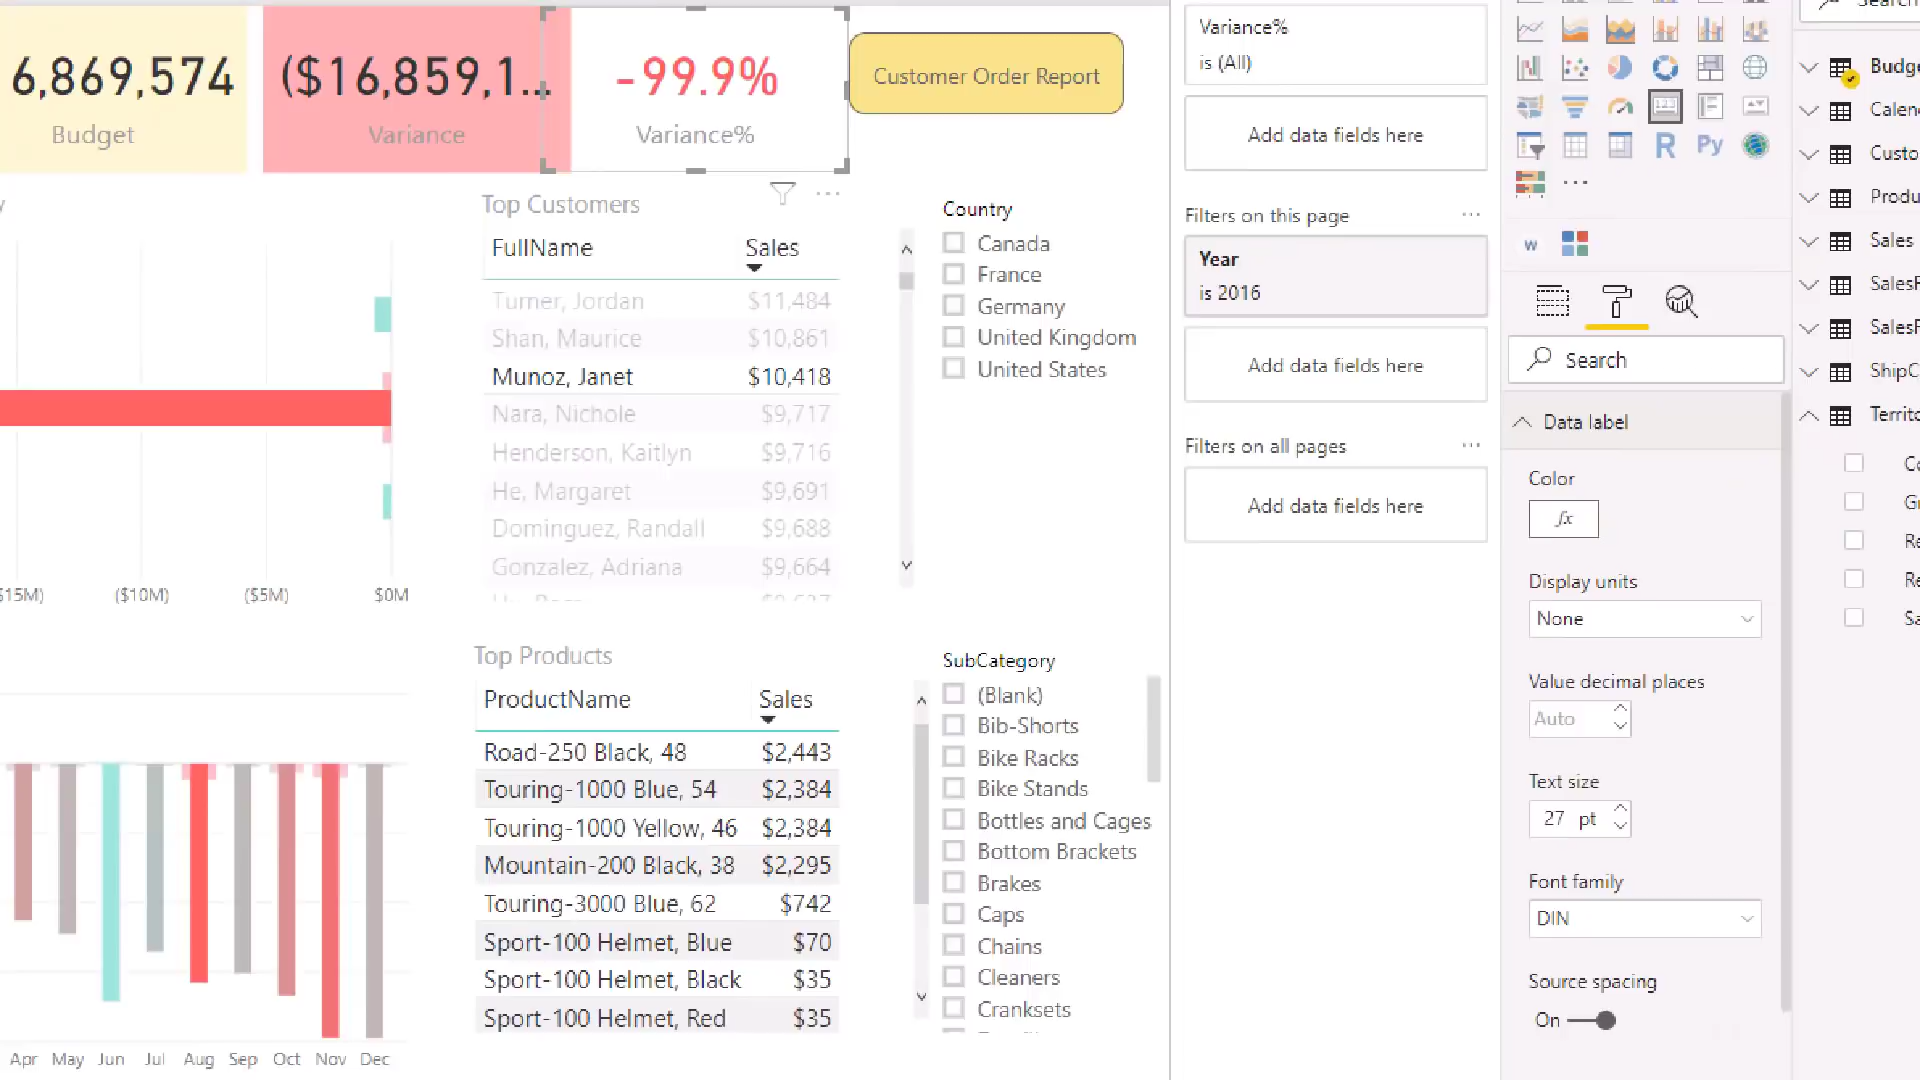 6,869,574
Budget
($16,859,1...
Variance
-99.9%
Variance%
Customer Order Report
Top Customers
FullName Sales
Turner, Jordan $11,484
Shan, Maurice $10,861
Munoz, Janet $10,418
Nara, Nichole $9,717
Henderson, Kaitlyn $9,716
He, Margaret $9,691
Dominguez, Randall $9,688
Gonzalez, Adriana $9,664
Country
Canada
France
Germany
United Kingdom
United States
($10M) ($5M) $0M
Top Products
ProductName Sales
Road-250 Black, 48 $2,443
Touring-1000 Blue, 54 $2,384
Touring-1000 Yellow, 46 $2,384
Mountain-200 Black, 38 $2,295
Touring-3000 Blue, 62 $742
Sport-100 Helmet, Blue $70
Sport-100 Helmet, Black $35
Sport-100 Helmet, Red $35
SubCategory
(Blank)
Bib-Shorts
Bike Racks
Bike Stands
Bottles and Cages
Bottom Brackets
Brakes
Caps
Chains
Cleaners
Cranksets
Apr May Jun Jul Aug Sep Oct Nov Dec
Variance%
is (All)
Add data fields here
Filters on this page ...
Year
is 2016
Add data fields here
Filters on all pages ...
Add data fields here
R Py
W
Search
Data label
Color
fx
Display units
None
Value decimal places
Auto
Text size
27 pt
Font family
DIN
Source spacing
On
Budge
Calen
Custo
Produ
Sales
SalesF
SalesF
ShipC
Territo
Co
Gr
Re
Re
Sa